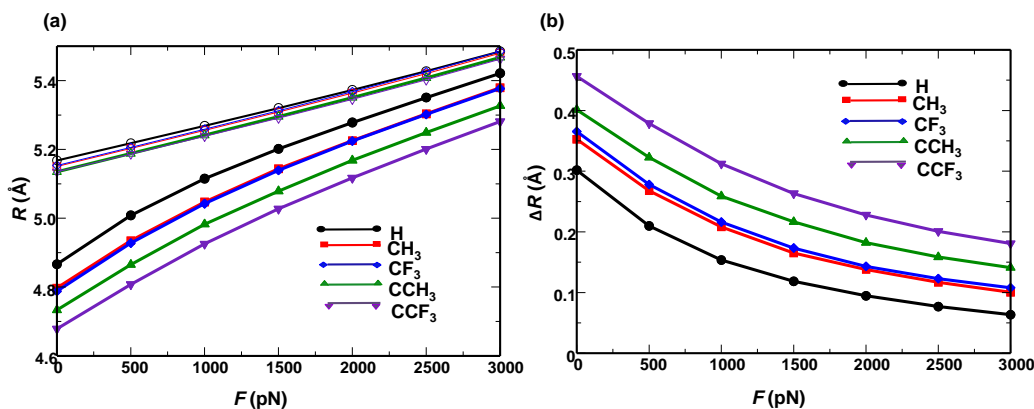 (a)
R (Å)
5.4
5.2
5.0
4.8
4.6
0 500 1000 1500 2000 2500 3000
F (pN)
H
CH3
CF3
CCH3
CCF3
(b)
ΔR (Å)
0.5
0.4
0.3
0.2
0.1
0
0 500 1000 1500 2000 2500 3000
F (pN)
H
CH3
CF3
CCH3
CCF3